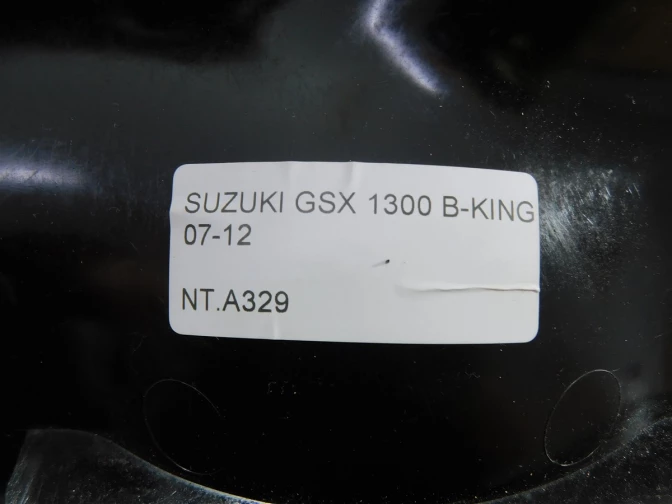 SUZUKI GSX 1300 B-KING
07-12
NT.A329